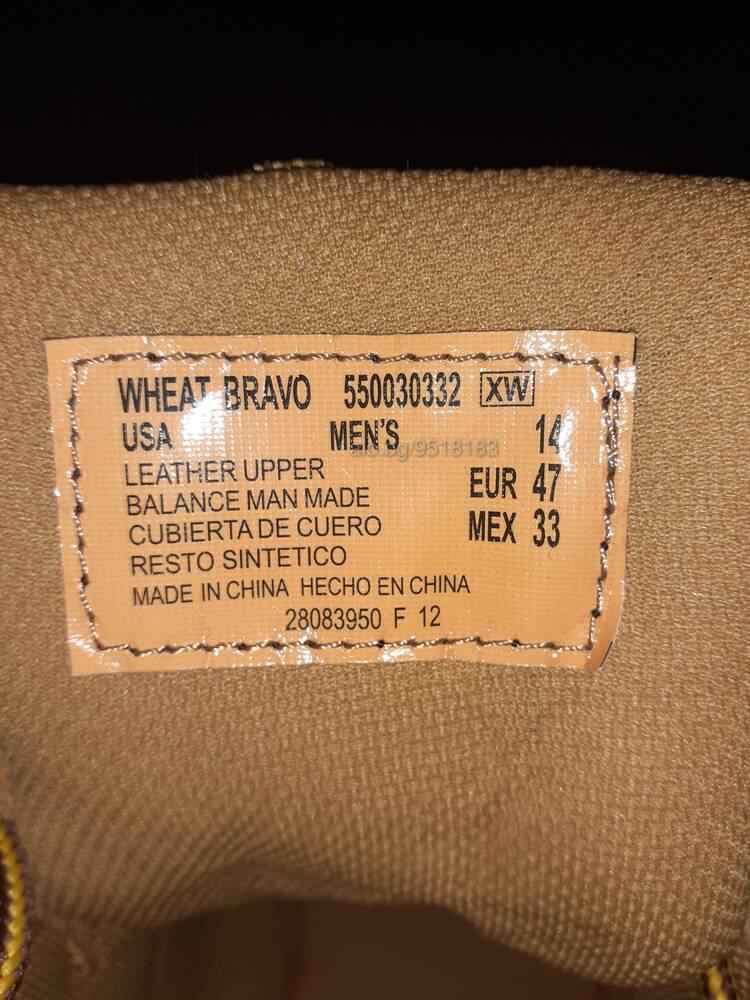 WHEAT BRAVO 550030332 XW
USA MEN'S 14
LEATHER UPPER EUR 47
BALANCE MAN MADE
CUBIERTA DE CUERO MEX 33
RESTO SINTETICO
MADE IN CHINA HECHO EN CHINA
28083950 F 12